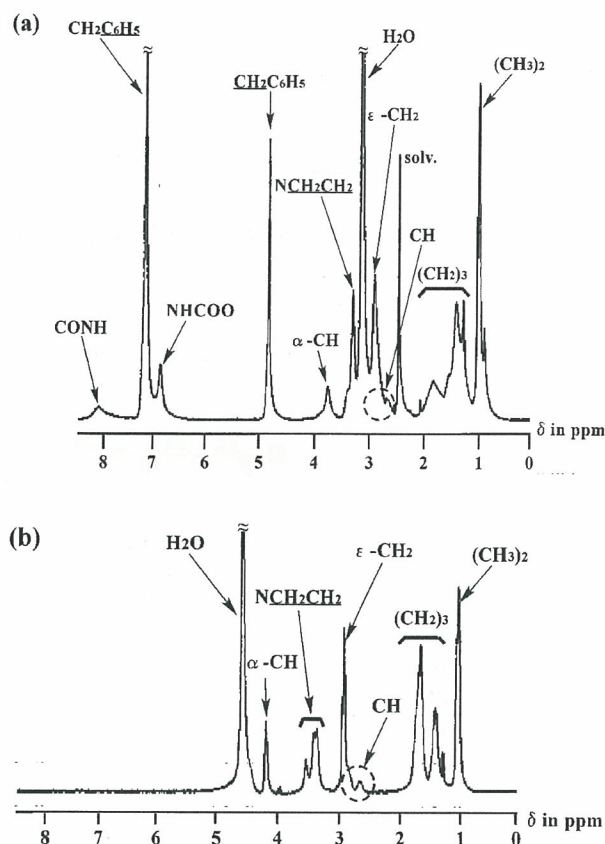 (a)
CH2C6H5
H2O
(CH3)2
CH2C6H5
ε -CH2
solv.
NCH2CH2
CH
(CH2)3
NHCOO
CONH
α -CH
δ in ppm
8 7 6 5 4 3 2 1 0
(b)
H2O
ε -CH2
(CH3)2
NCH2CH2
(CH2)3
α -CH
CH
δ in ppm
8 7 6 5 4 3 2 1 0